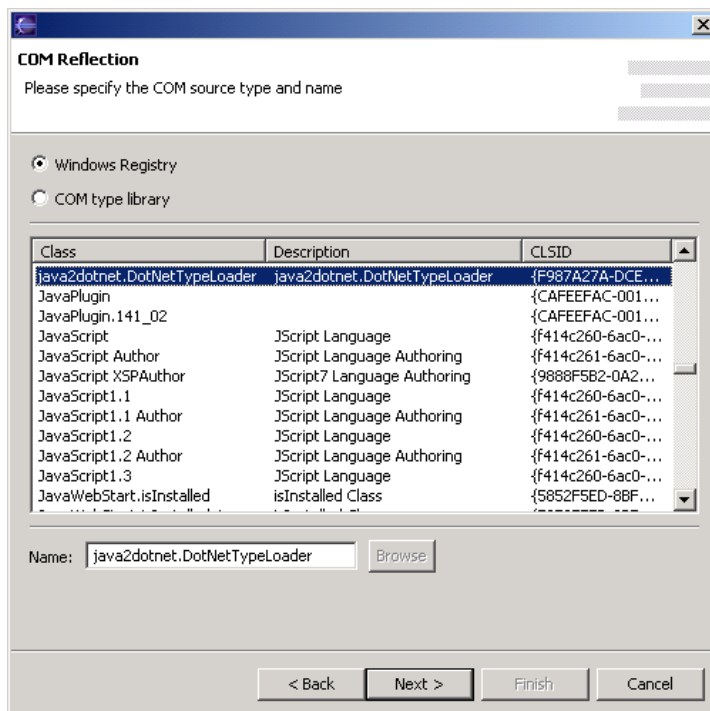 COM Reflection
Please specify the COM source type and name
Windows Registry
COM type library
Class Description CLSID
java2dotnet.DotNetTypeLoader java2dotnet.DotNetTypeLoader {F987A27A-DCE...
JavaPlugin {CAFEEFAC-001...
JavaPlugin.141_02 {CAFEEFAC-001...
JavaScript JScript Language {f414c260-6ac0-...
JavaScript Author JScript Language Authoring {f414c261-6ac0-...
JavaScript XSPAuthor JScript7 Language Authoring {9888F5B2-0A2...
JavaScript1.1 JScript Language {f414c260-6ac0-...
JavaScript1.1 Author JScript Language Authoring {f414c261-6ac0-...
JavaScript1.2 JScript Language {f414c260-6ac0-...
JavaScript1.2 Author JScript Language Authoring {f414c261-6ac0-...
JavaScript1.3 JScript Language {f414c260-6ac0-...
JavaWebStart.isInstalled isInstalled Class {5852F5ED-8BF...
Name: java2dotnet.DotNetTypeLoader Browse
< Back Next > Finish Cancel